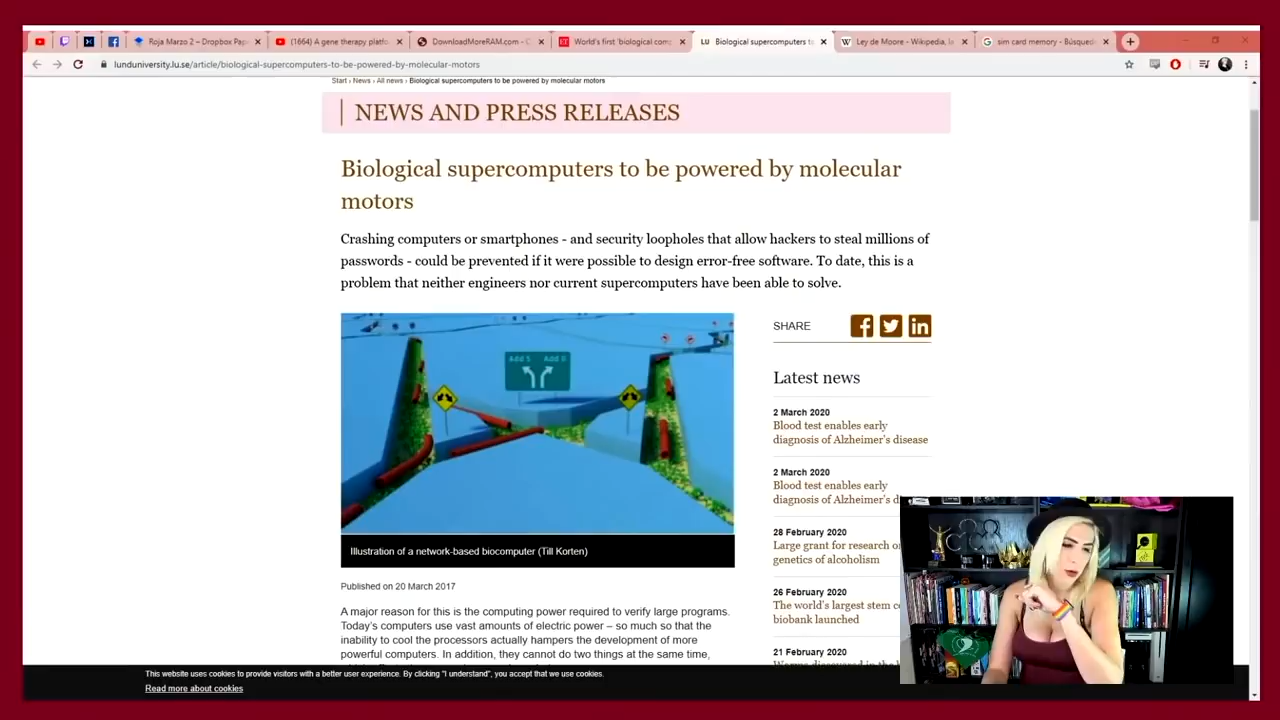 Roja Marzo 2 – Dropbox Pap
(1664) A gene therapy platfo
DownloadMoreRAM.com - C
World's first 'biological comp
Biological supercomputers to
Ley de Moore - Wikipedia, la
sim card memory - Búsqued
lunduniversity.lu.se/article/biological-supercomputers-to-be-powered-by-molecular-motors
Start › News › All news › Biological supercomputers to be powered by molecular motors
NEWS AND PRESS RELEASES
Biological supercomputers to be powered by molecular
motors
Crashing computers or smartphones - and security loopholes that allow hackers to steal millions of
passwords - could be prevented if it were possible to design error-free software. To date, this is a
problem that neither engineers nor current supercomputers have been able to solve.
Add 5 Add 0
Illustration of a network-based biocomputer (Till Korten)
Published on 20 March 2017
A major reason for this is the computing power required to verify large programs.
Today's computers use vast amounts of electric power – so much so that the
inability to cool the processors actually hampers the development of more
powerful computers. In addition, they cannot do two things at the same time,
SHARE
Latest news
2 March 2020
Blood test enables early
diagnosis of Alzheimer's disease
2 March 2020
Blood test enables early
diagnosis of Alzheimer's d
28 February 2020
Large grant for research o
genetics of alcoholism
26 February 2020
The world's largest stem c
biobank launched
21 February 2020
This website uses cookies to provide visitors with a better user experience. By clicking "I understand", you accept that we use cookies.
Read more about cookies